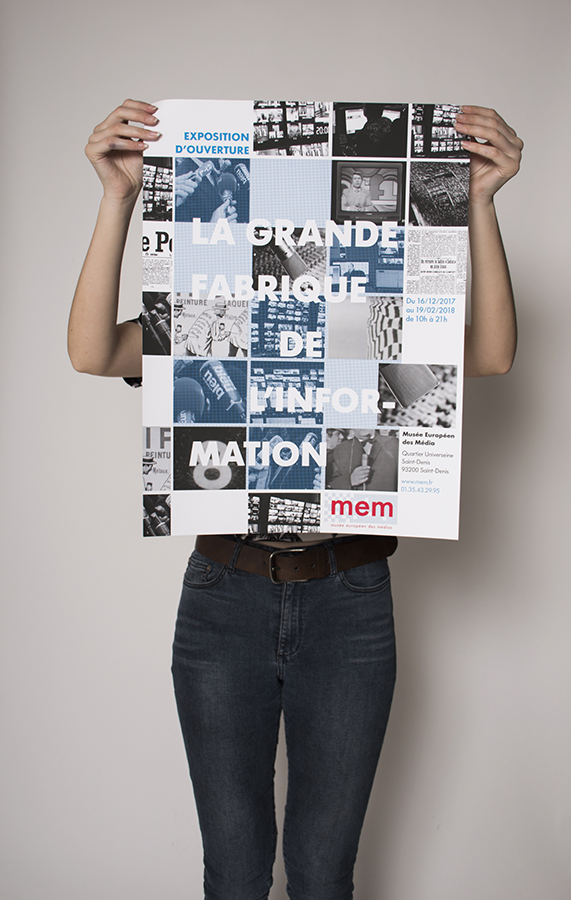 EXPOSITION
D'OUVERTURE
LA GRANDE
FABRIQUE
DE
L'INFOR-
MATION
Du 16/12/2017
au 19/02/2018
de 10h à 21h
Musée Européen
des Média
Quartier Universeine
Saint-Denis
93200 Saint-Denis
www.mem.fr
01.35.43.29.95
mem
musée européen des médias